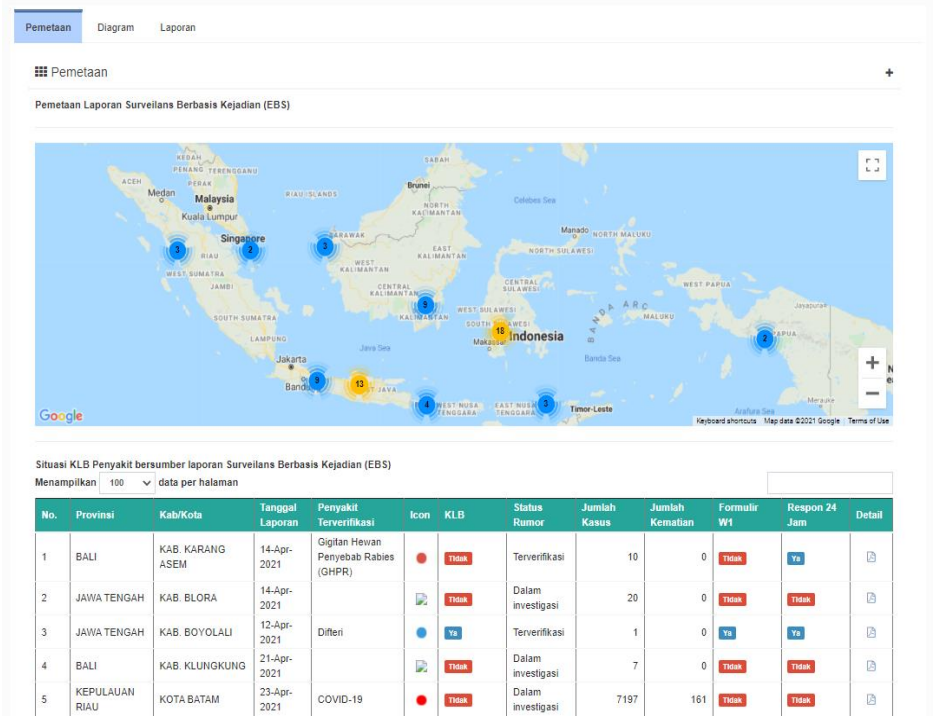 Pemetaan Diagram Laporan
Pemetaan
Pemetaan Laporan Surveilans Berbasis Kejadian (EBS)
KEDAH
PENANG TERENGGANU
ACEH
PERAK
SABAH
Medan
Malaysia
RIAU ISLANDS
Brunei
Celebes Sea
Kuala Lumpur
NORTH
KALIMANTAN
Manado
NORTH MALUKU
Singapore
SARAWAK
3
2
3
RIAU
EAST
KALIMANTAN
NORTH SULAWESI
WEST
KALIMANTAN
WEST SUMATRA
JAMBI
CENTRAL
KALIMANTAN
CENTRAL
SULAWESI
WEST PAPUA
9
SOUTH SUMATRA
KALIMANTAN
WEST SULAWESI
BANDA ARC
MALUKU
Jayapura
18
Indonesia
2
LAMPUNG
Java Sea
Banda Sea
Jakarta
9
13
4
WEST NUSA
TENGGARA
EAST NUSA
TENGGARA
3
Timor-Leste
Merauke
Arafura Sea
+
−
Google
Keyboard shortcuts Map data ©2021 Google Terms of Use
Situasi KLB Penyakit bersumber laporan Surveilans Berbasis Kejadian (EBS)
Menampilkan 100 data per halaman
No. Provinsi Kab/Kota Tanggal Laporan Penyakit Terverifikasi Icon KLB Status Rumor Jumlah Kasus Jumlah Kematian Formulir W1 Respon 24 Jam Detail
1 BALI KAB. KARANG ASEM 14-Apr-2021 Gigitan Hewan Penyebab Rabies (GHPR) Tidak Terverifikasi 10 0 Tidak Ya
2 JAWA TENGAH KAB. BLORA 14-Apr-2021 Tidak Dalam investigasi 20 0 Tidak Tidak
3 JAWA TENGAH KAB. BOYOLALI 12-Apr-2021 Difteri Ya Terverifikasi 1 0 Ya Ya
4 BALI KAB. KLUNGKUNG 21-Apr-2021 Tidak Dalam investigasi 7 0 Tidak Tidak
5 KEPULAUAN RIAU KOTA BATAM 23-Apr-2021 COVID-19 Tidak Dalam investigasi 7197 161 Tidak Tidak